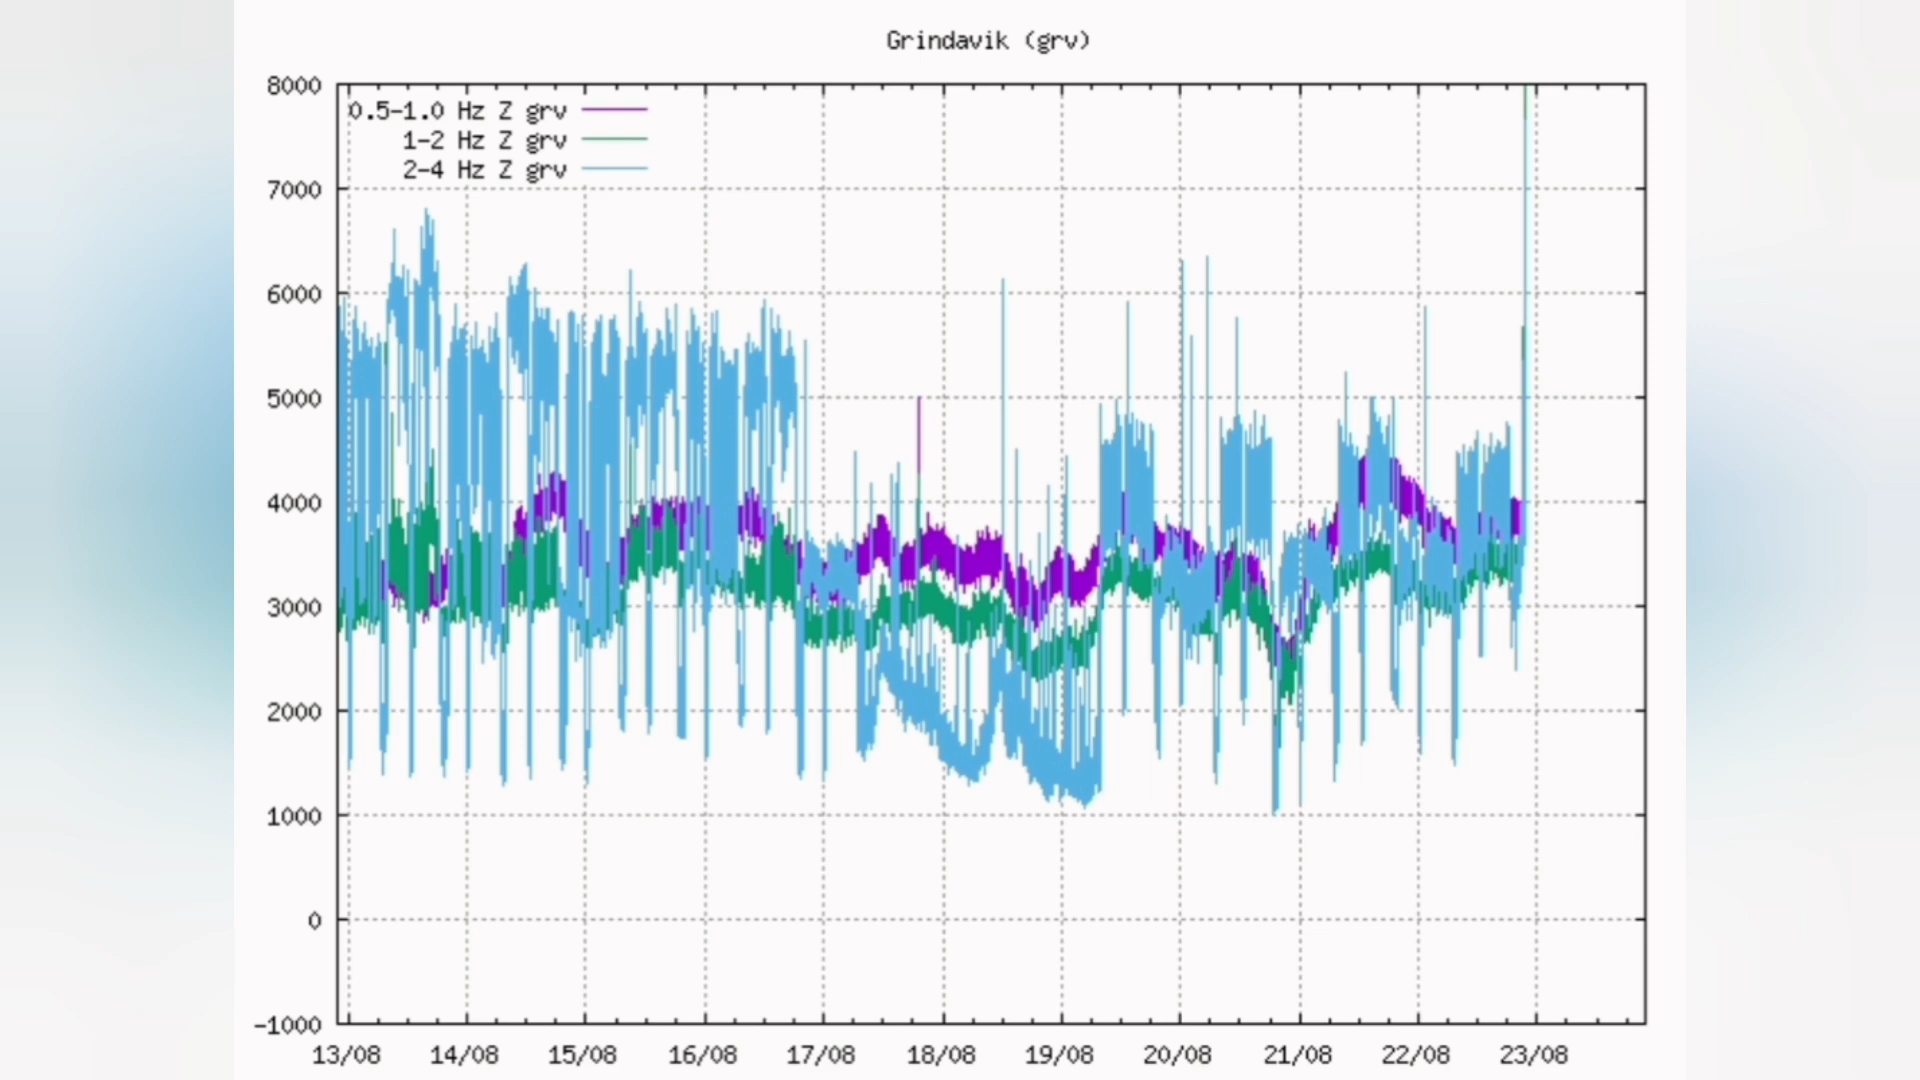 Grindavik (grv)
8000
0.5-1.0 Hz Z grv
1-2 Hz Z grv
2-4 Hz Z grv
7000
6000
5000
4000
3000
2000
1000
0
-1000
13/08 14/08 15/08 16/08 17/08 18/08 19/08 20/08 21/08 22/08 23/08